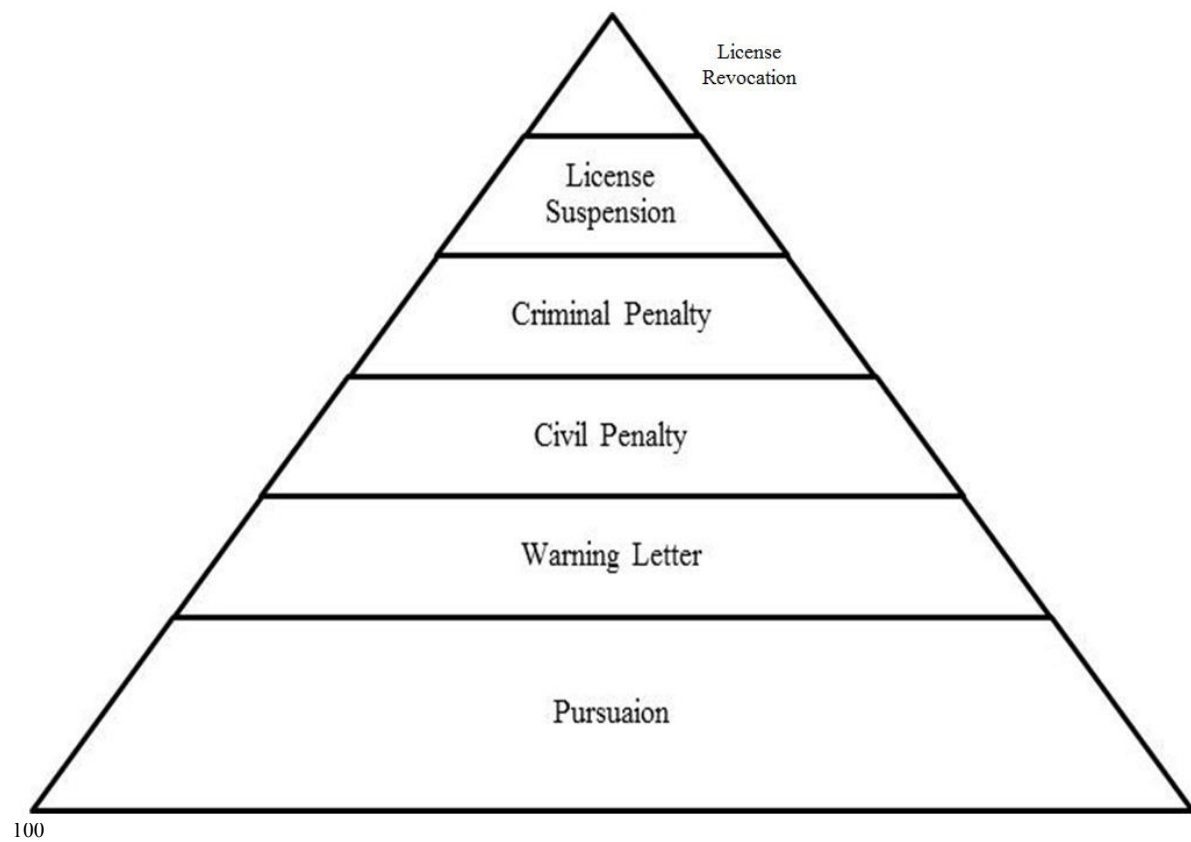 License
Revocation
License
Suspension
Criminal Penalty
Civil Penalty
Warning Letter
Pursuaion
100